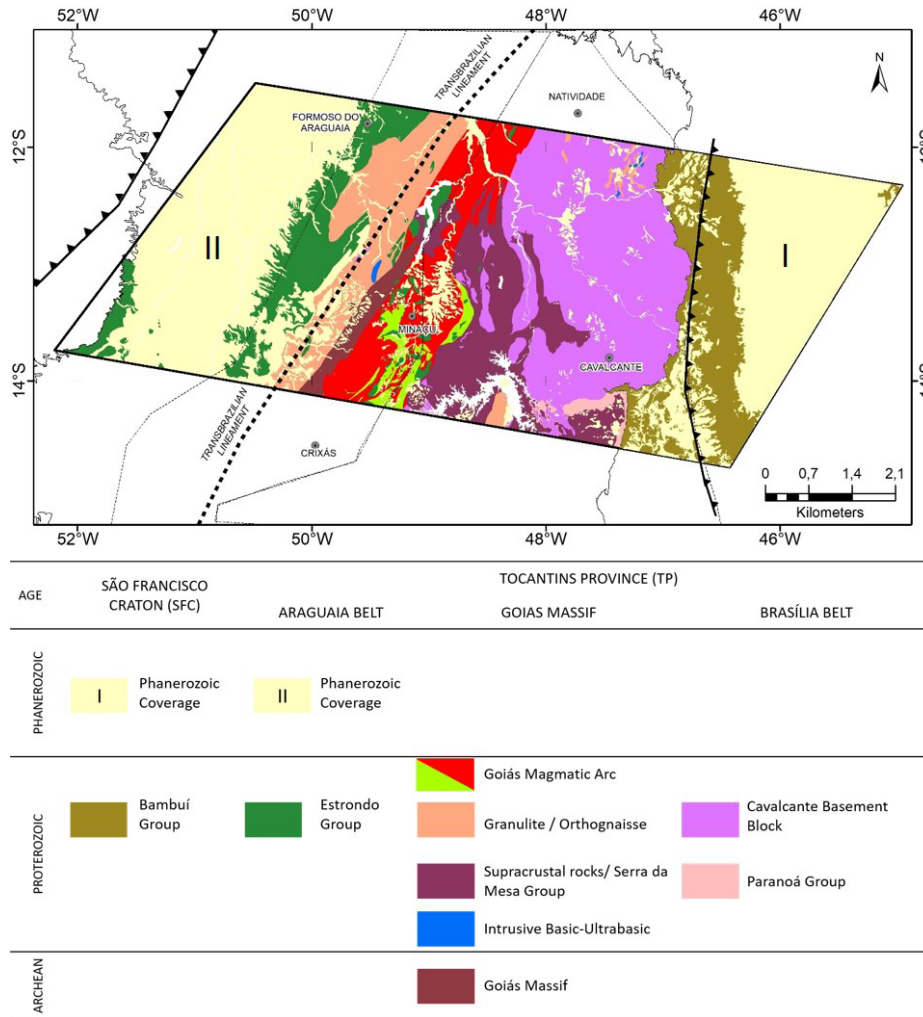 52°W 50°W 48°W 46°W
TRANSBRAZILIAN
LINEAMENT
N
NATIVIDADE
FORMOSO DO
ARAGUAIA
12°S
II
I
MINAÇU
CAVALCANTE
14°S
TRANSBRAZILIAN
LINEAMENT
CRIXÁS
0 0,7 1,4 2,1
Kilometers
52°W 50°W 48°W 46°W
AGE
SÃO FRANCISCO
CRATON (SFC)
TOCANTINS PROVINCE (TP)
ARAGUAIA BELT
GOIAS MASSIF
BRASÍLIA BELT
PHANEROZOIC
I
Phanerozoic
Coverage
II
Phanerozoic
Coverage
PROTEROZOIC
Bambuí
Group
Estrondo
Group
Goiás Magmatic Arc
Granulite / Orthognaisse
Supracrustal rocks/ Serra da
Mesa Group
Intrusive Basic-Ultrabasic
Cavalcante Basement
Block
Paranoá Group
ARCHEAN
Goiás Massif